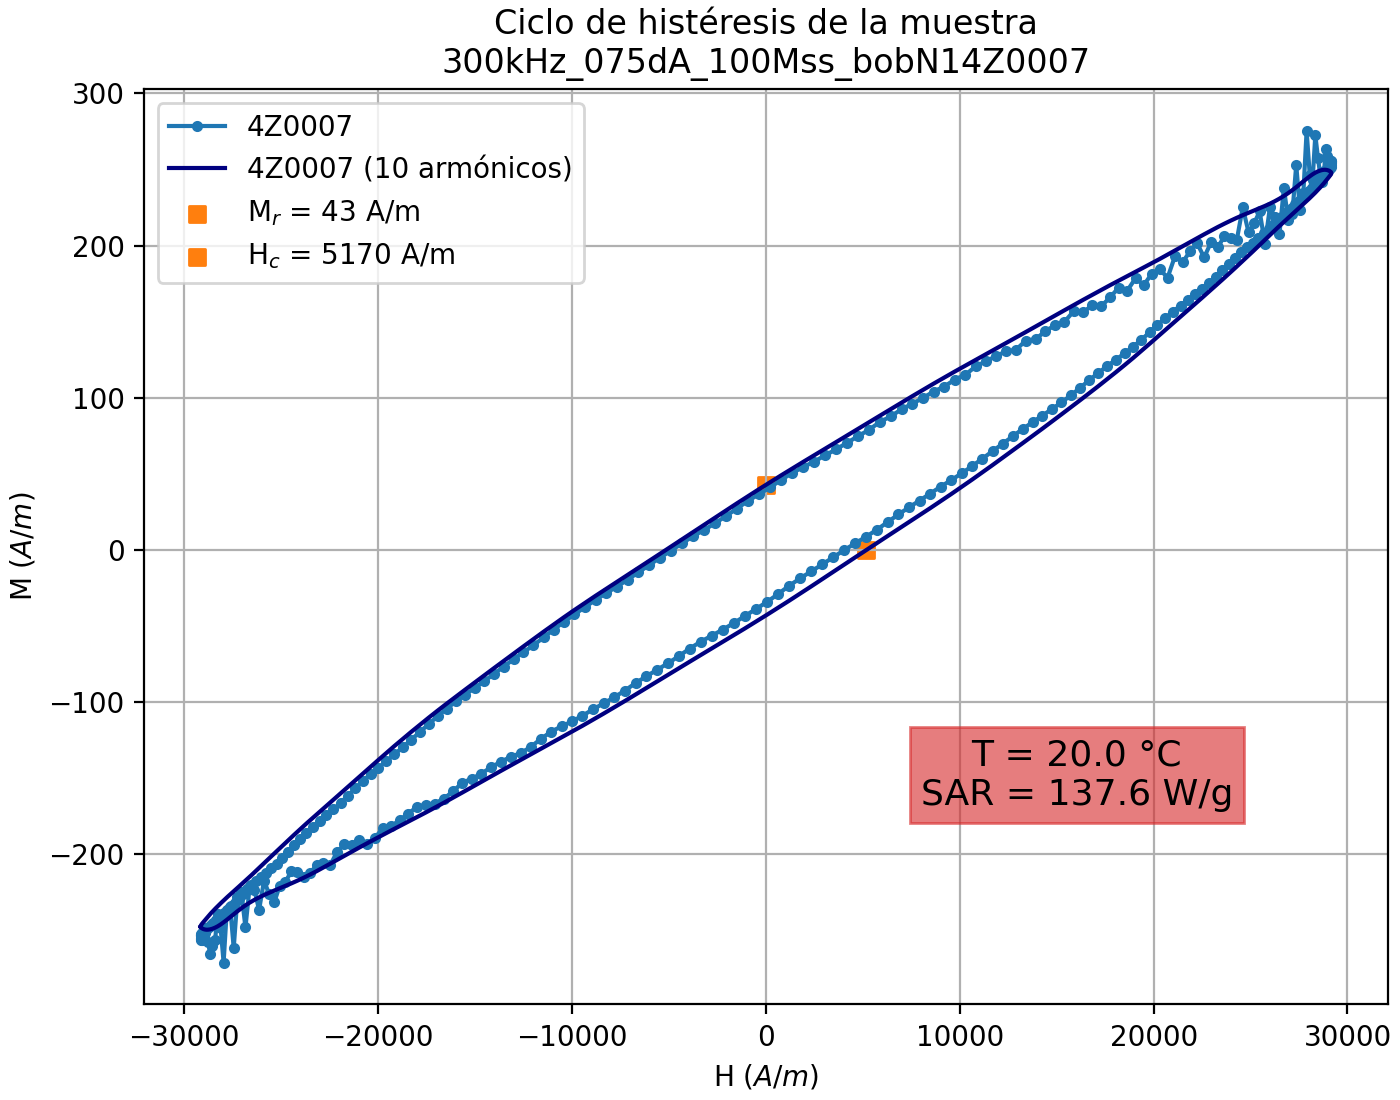 Ciclo de histéresis de la muestra
300kHz_075dA_100Mss_bobN14Z0007
4Z0007
4Z0007 (10 armónicos)
Mr = 43 A/m
Hc = 5170 A/m
300
200
100
0
−100
−200
M (A/m)
T = 20.0 °C
SAR = 137.6 W/g
−30000
−20000
−10000
0
10000
20000
30000
H (A/m)